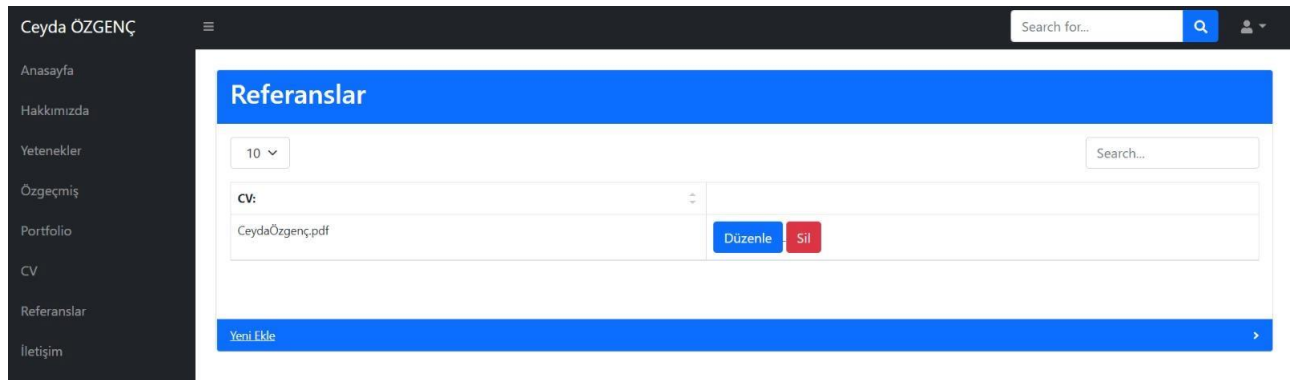 Ceyda ÖZGENÇ
Search for...
Anasayfa
Hakkımızda
Yetenekler
Özgeçmiş
Portfolio
CV
Referanslar
İletişim
Referanslar
10
Search...
CV:
CeydaÖzgenç.pdf
Düzenle
Sil
Yeni Ekle